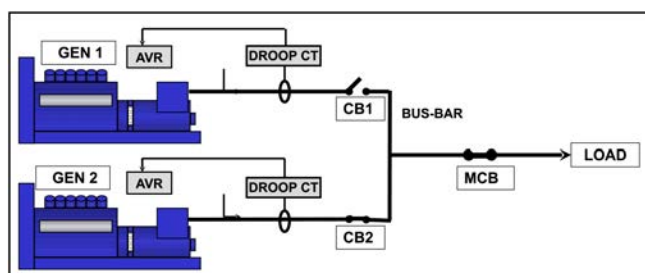 GEN 1
AVR
DROOP CT
CB1
BUS-BAR
GEN 2
AVR
DROOP CT
CB2
MCB
LOAD